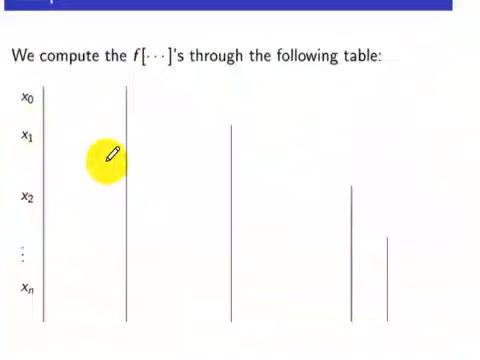 We compute the f[⋯]'s through the following table:
x₀
x₁
x₂
⋮
xₙ